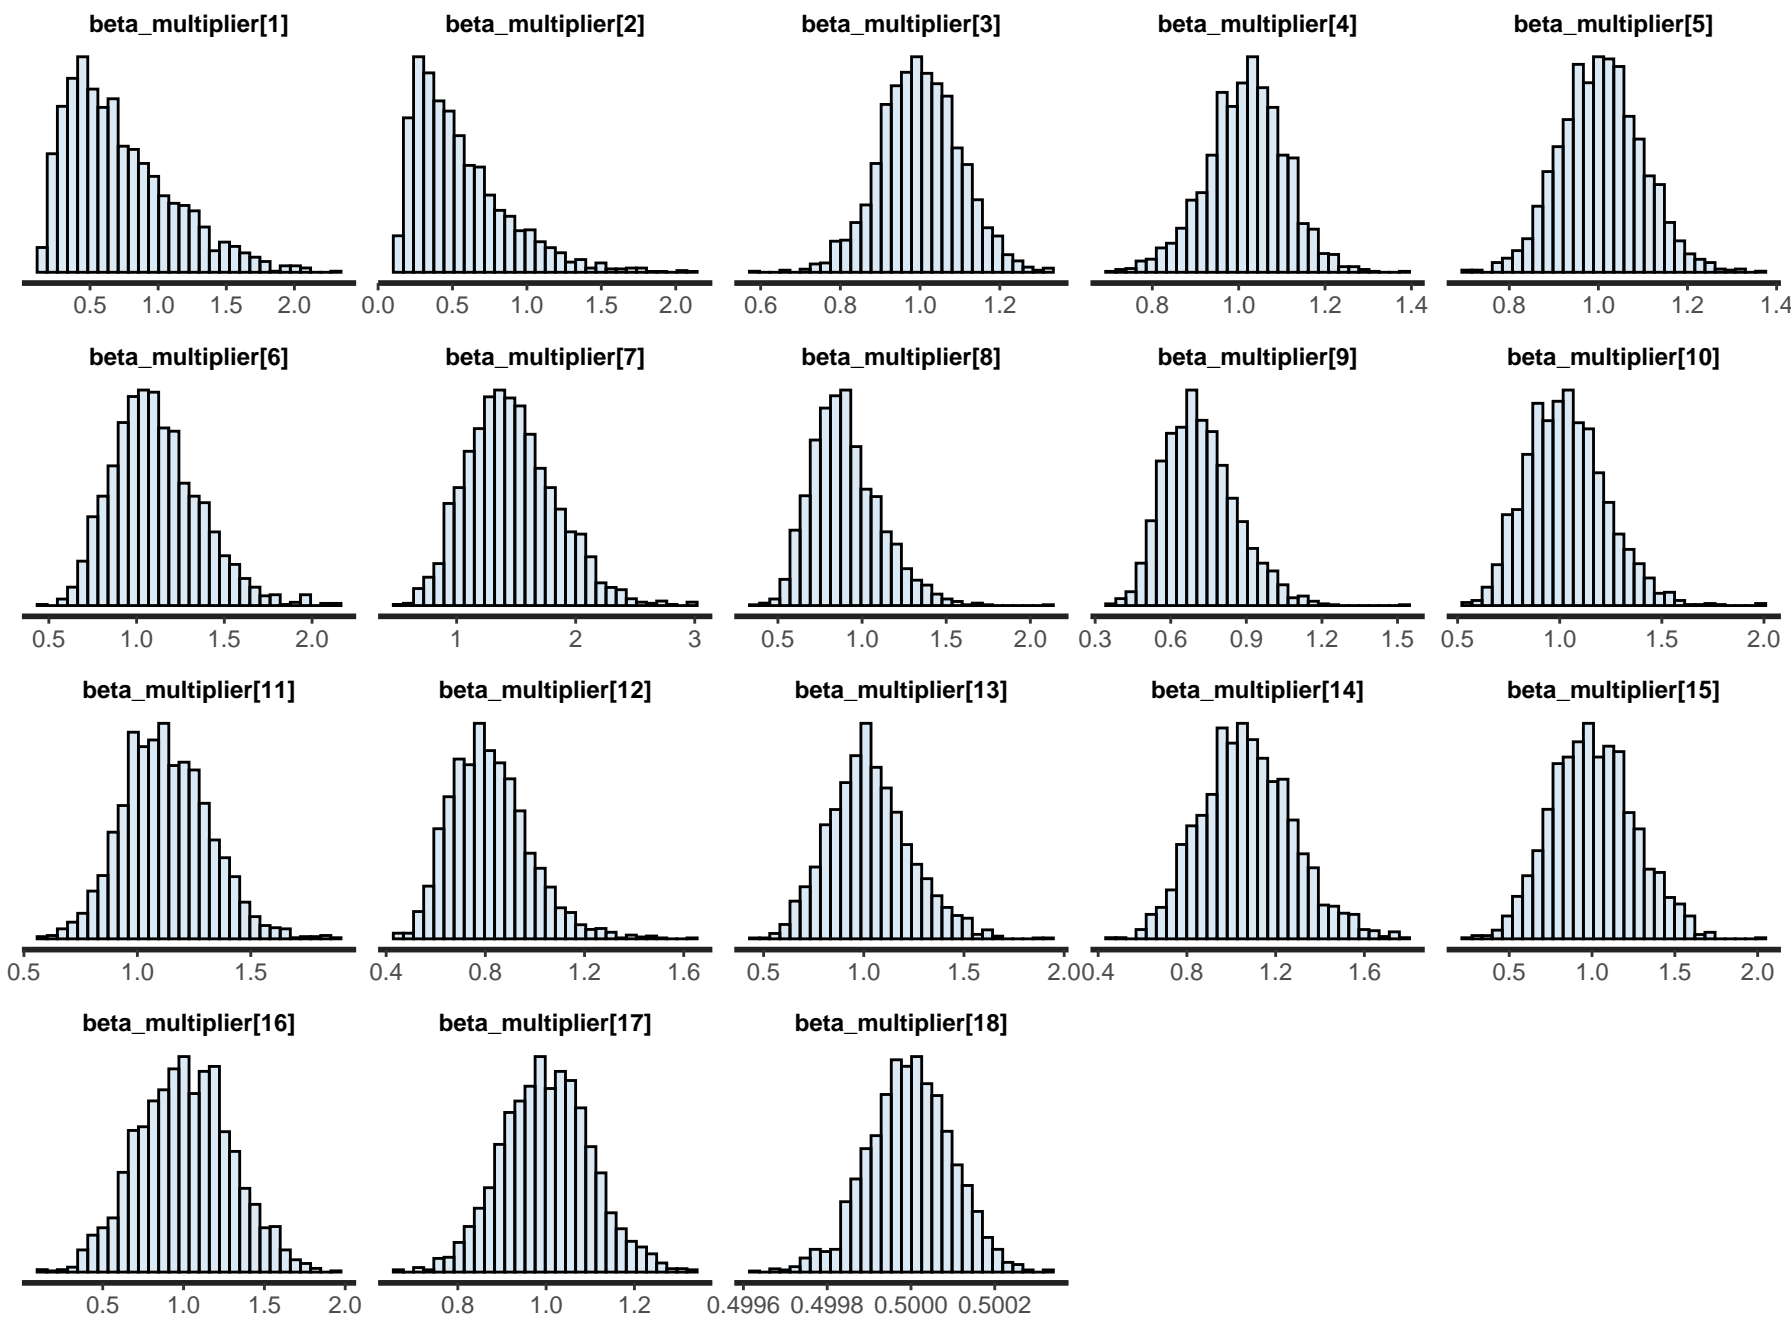 beta_multiplier[1] beta_multiplier[2] beta_multiplier[3] beta_multiplier[4] beta_multiplier[5]
0.5 1.0 1.5 2.0 0.0 0.5 1.0 1.5 2.0 0.6 0.8 1.0 1.2 0.8 1.0 1.2 1.4 0.8 1.0 1.2 1.4
beta_multiplier[6] beta_multiplier[7] beta_multiplier[8] beta_multiplier[9] beta_multiplier[10]
0.5 1.0 1.5 2.0 1 2 3 0.5 1.0 1.5 2.0 0.3 0.6 0.9 1.2 1.5 0.5 1.0 1.5 2.0
beta_multiplier[11] beta_multiplier[12] beta_multiplier[13] beta_multiplier[14] beta_multiplier[15]
0.5 1.0 1.5 0.4 0.8 1.2 1.6 0.5 1.0 1.5 2.0 0.4 0.8 1.2 1.6 0.5 1.0 1.5 2.0
beta_multiplier[16] beta_multiplier[17] beta_multiplier[18]
0.5 1.0 1.5 2.0 0.8 1.0 1.2 0.4996 0.4998 0.5000 0.5002